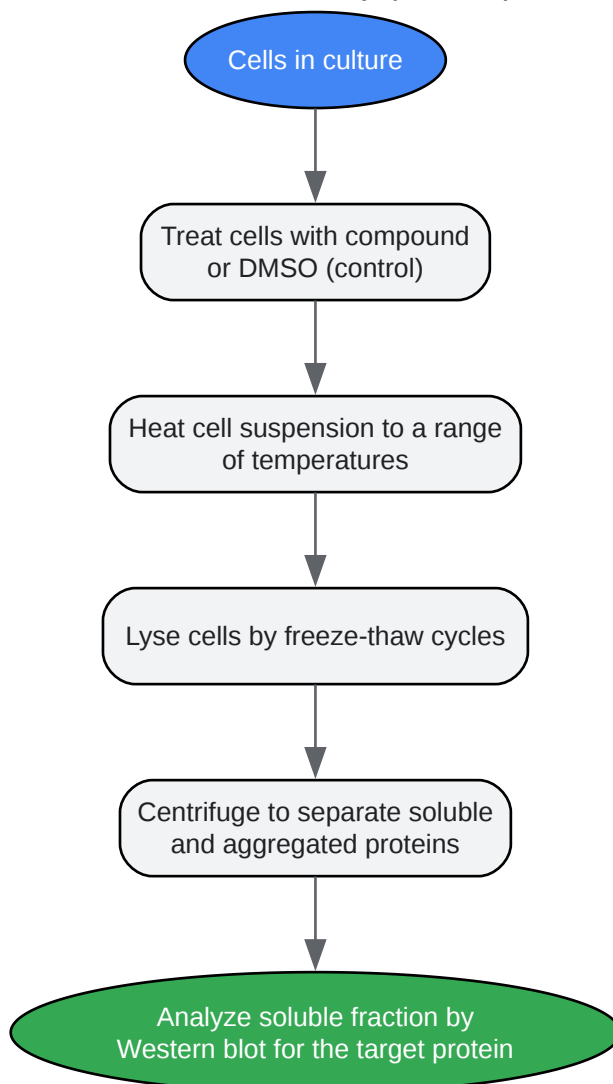 Cells in culture
Treat cells with compound
or DMSO (control)
Heat cell suspension to a range
of temperatures
Lyse cells by freeze-thaw cycles
Centrifuge to separate soluble
and aggregated proteins
Analyze soluble fraction by
Western blot for the target protein